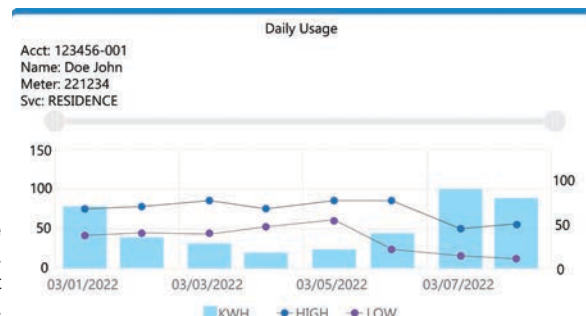 Daily Usage
Acct: 123456-001
Name: Doe John
Meter: 221234
Svc: RESIDENCE
150
100
50
0
100
50
0
03/01/2022 03/03/2022 03/05/2022 03/07/2022
KWH HIGH LOW